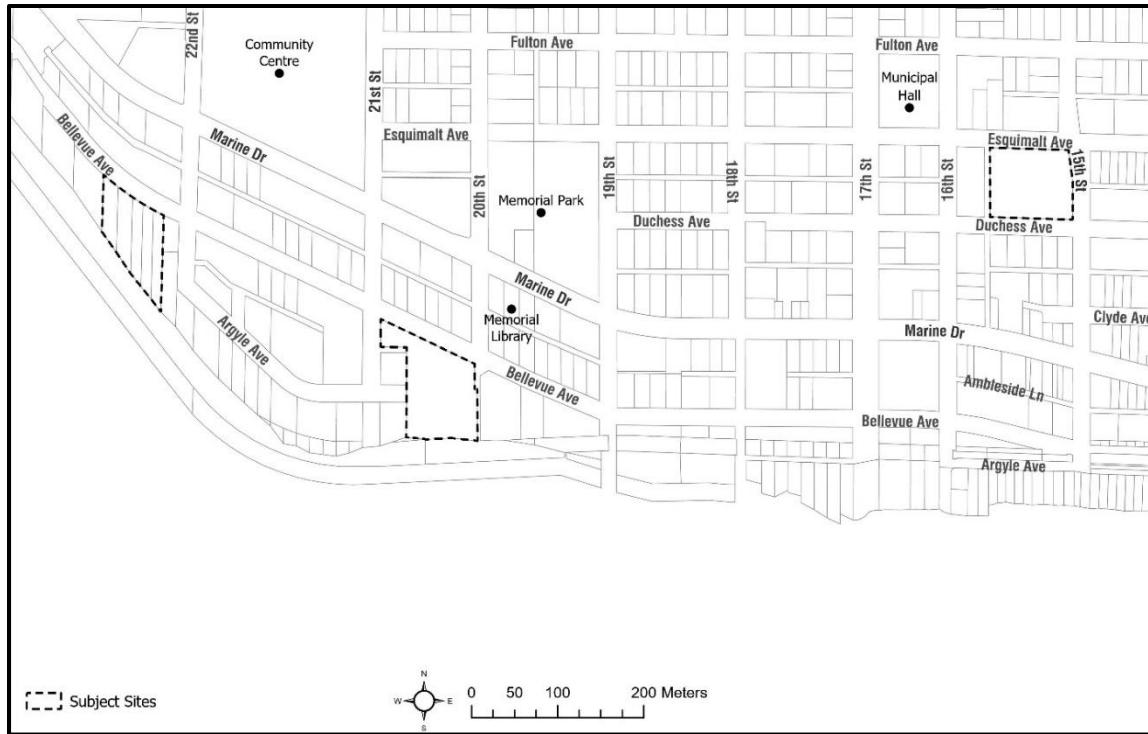 22nd St
Community
Centre
21st St
Fulton Ave
Fulton Ave
Municipal
Hall
Bellevue Ave
Marine Dr
Esquimalt Ave
20th St
Memorial Park
19th St
18th St
17th St
16th St
Esquimalt Ave
15th St
Duchess Ave
Duchess Ave
Argyle Ave
Marine Dr
Memorial
Library
Marine Dr
Clyde Ave
Bellevue Ave
Ambleside Ln
Bellevue Ave
Argyle Ave
Subject Sites
N
W
E
S
0 50 100 200 Meters